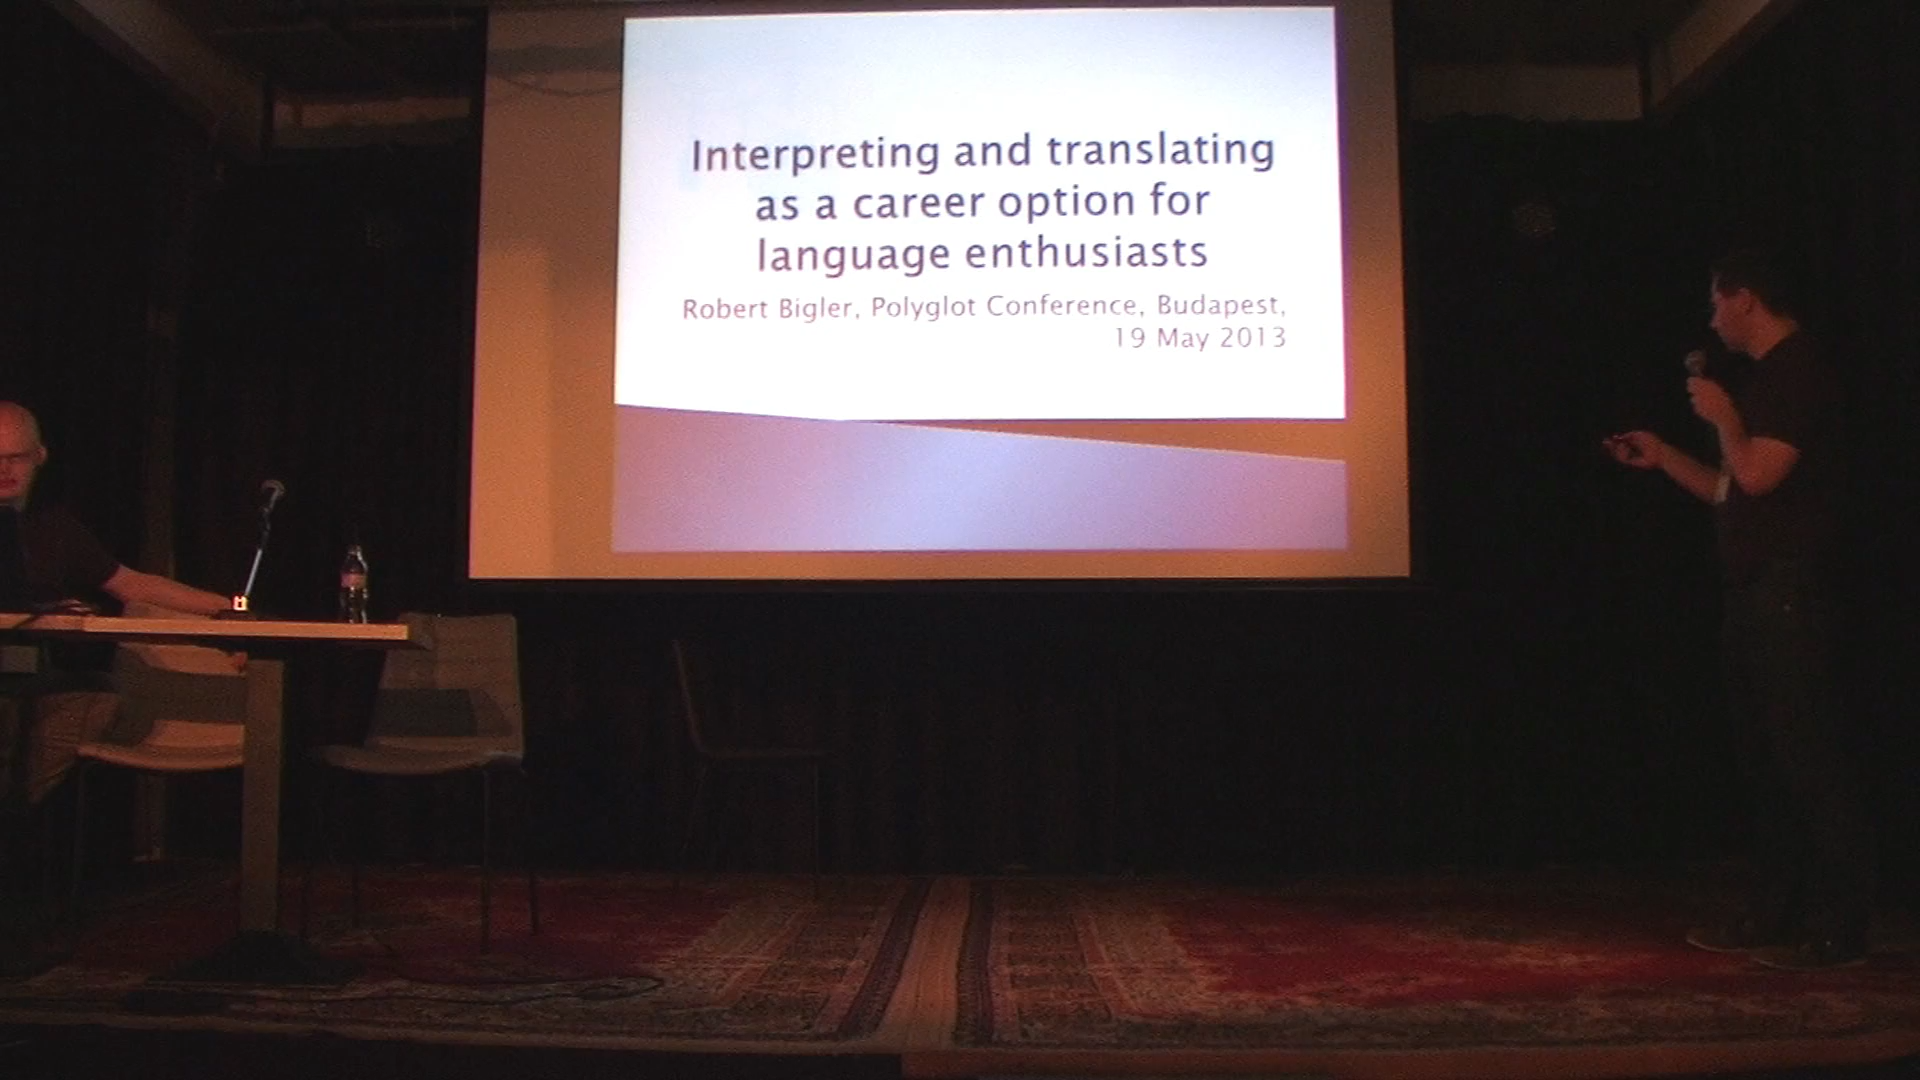 Interpreting and translating
as a career option for
language enthusiasts
Robert Bigler, Polyglot Conference, Budapest,
19 May 2013